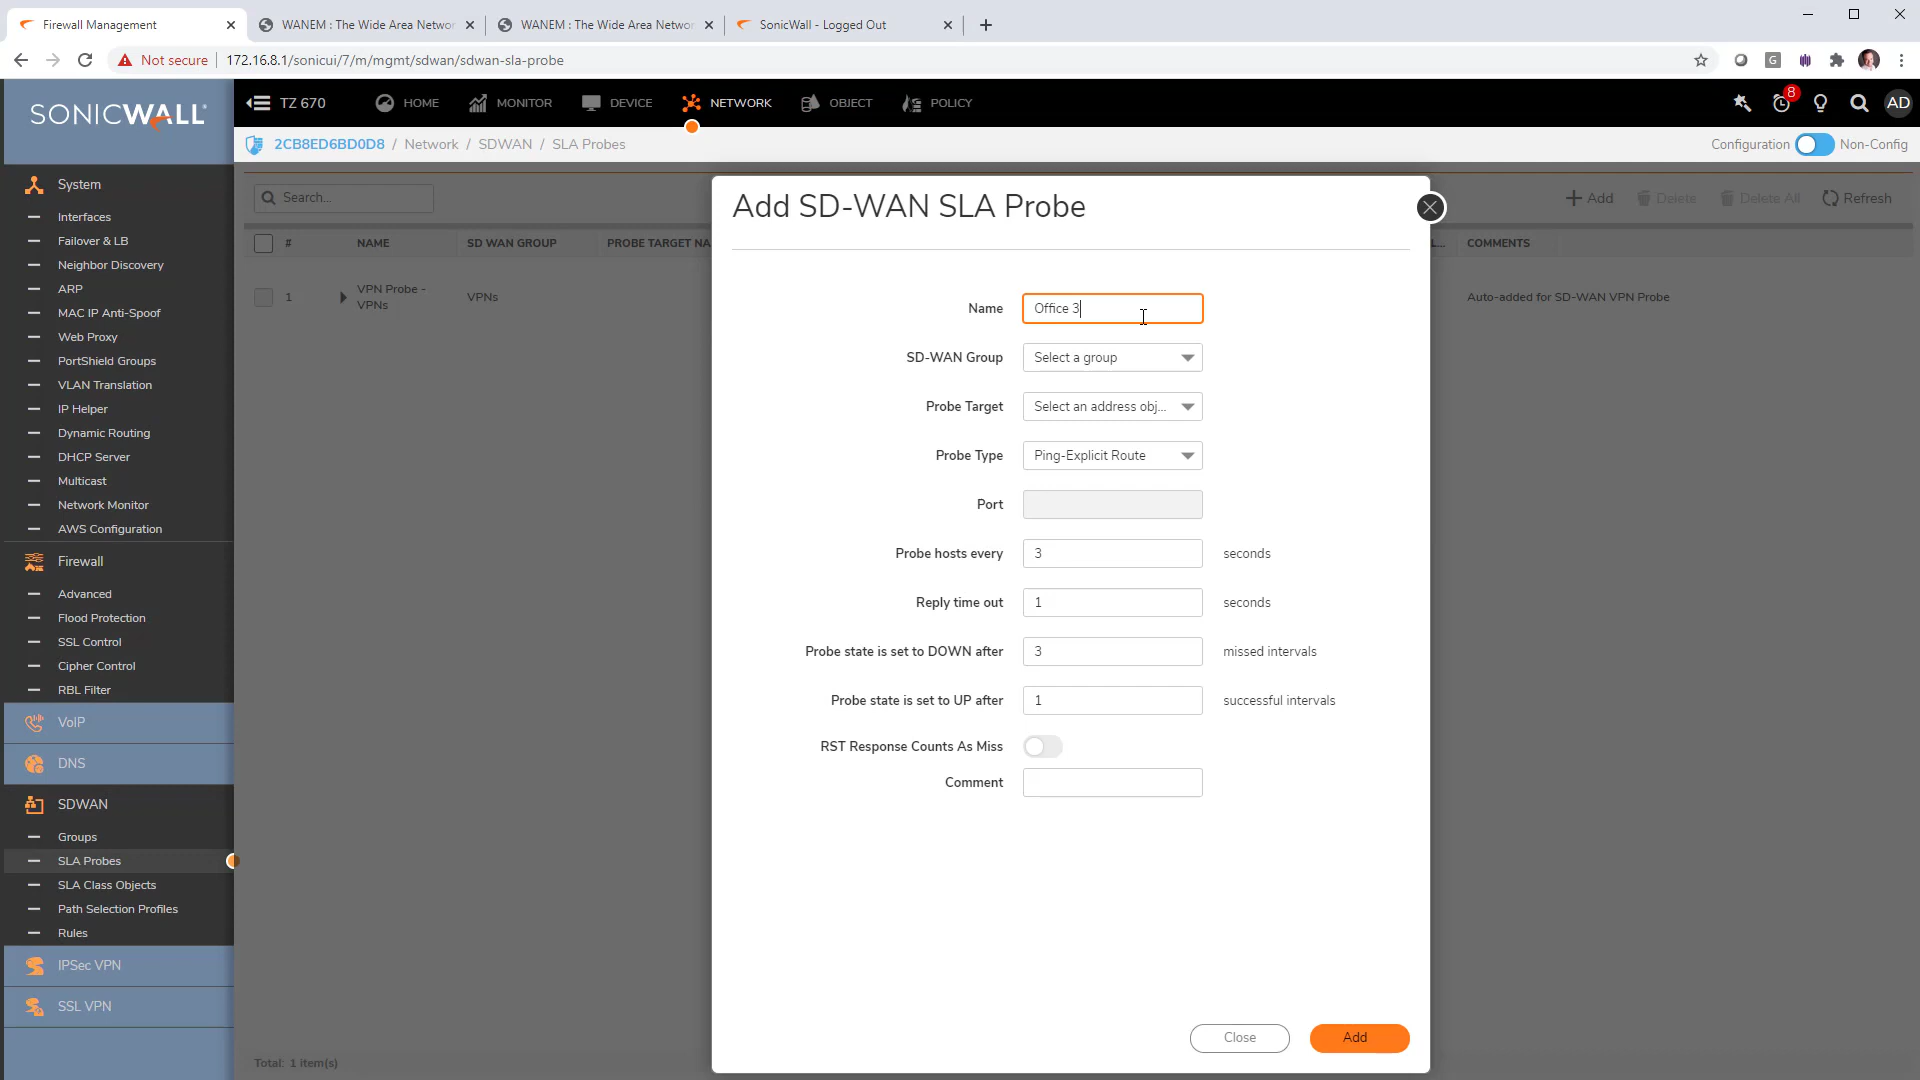 Firewall Management
WANEM : The Wide Area Networ
WANEM : The Wide Area Networ
SonicWall - Logged Out
Not secure
172.16.8.1/sonicui/7/m/mgmt/sdwan/sdwan-sla-probe
SONICWALL
TZ 670
HOME
MONITOR
DEVICE
NETWORK
OBJECT
POLICY
8
AD
2CB8ED6BD0D8 / Network / SDWAN / SLA Probes
Configuration
Non-Config
System
Interfaces
Failover & LB
Neighbor Discovery
ARP
MAC IP Anti-Spoof
Web Proxy
PortShield Groups
VLAN Translation
IP Helper
Dynamic Routing
DHCP Server
Multicast
Network Monitor
AWS Configuration
Firewall
Advanced
Flood Protection
SSL Control
Cipher Control
RBL Filter
VoIP
DNS
SDWAN
Groups
SLA Probes
SLA Class Objects
Path Selection Profiles
Rules
IPSec VPN
SSL VPN
Search...
Add
Delete
Delete All
Refresh
#
NAME
SD WAN GROUP
PROBE TARGET NA
L...
COMMENTS
1
VPN Probe -
VPNs
VPNs
Auto-added for SD-WAN VPN Probe
Total: 1 item(s)
Add SD-WAN SLA Probe
Name
Office 3
SD-WAN Group
Select a group
Probe Target
Select an address obj...
Probe Type
Ping-Explicit Route
Port
Probe hosts every
3
seconds
Reply time out
1
seconds
Probe state is set to DOWN after
3
missed intervals
Probe state is set to UP after
1
successful intervals
RST Response Counts As Miss
Comment
Close
Add